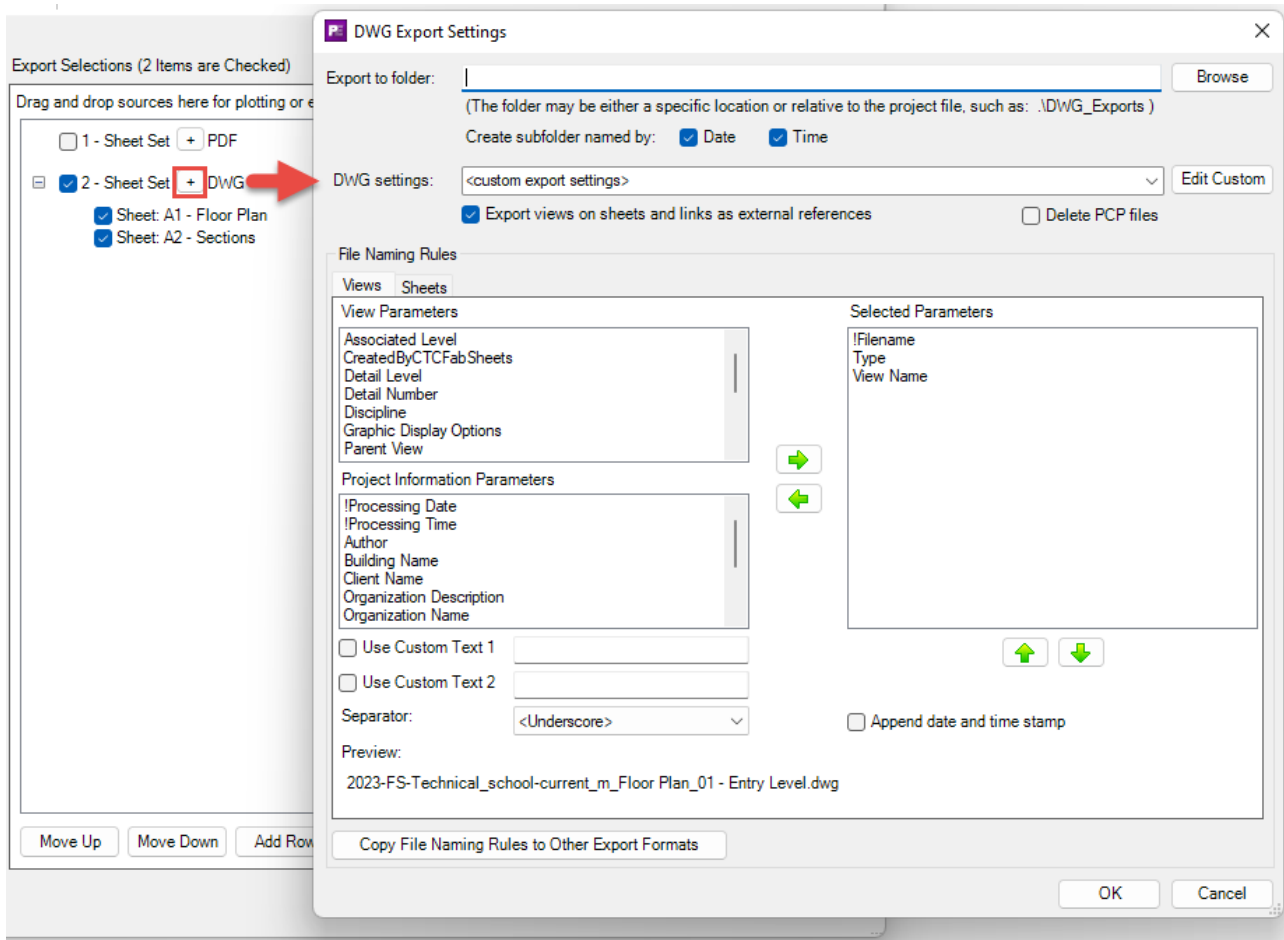 Export Selections (2 Items are Checked)
Drag and drop sources here for plotting or e
1 - Sheet Set + PDF
2 - Sheet Set + DWG
Sheet: A1 - Floor Plan
Sheet: A2 - Sections
Move Up Move Down Add Row
PE DWG Export Settings
Export to folder: Browse
(The folder may be either a specific location or relative to the project file, such as: .\DWG_Exports )
Create subfolder named by: Date Time
DWG settings: <custom export settings> Edit Custom
Export views on sheets and links as external references Delete PCP files
File Naming Rules
Views Sheets
View Parameters
Associated Level
CreatedByCTCFabSheets
Detail Level
Detail Number
Discipline
Graphic Display Options
Parent View
Project Information Parameters
!Processing Date
!Processing Time
Author
Building Name
Client Name
Organization Description
Organization Name
Selected Parameters
!Filename
Type
View Name
Use Custom Text 1
Use Custom Text 2
Separator: <Underscore>
Append date and time stamp
Preview:
2023-FS-Technical_school-current_m_Floor Plan_01 - Entry Level.dwg
Copy File Naming Rules to Other Export Formats
OK Cancel